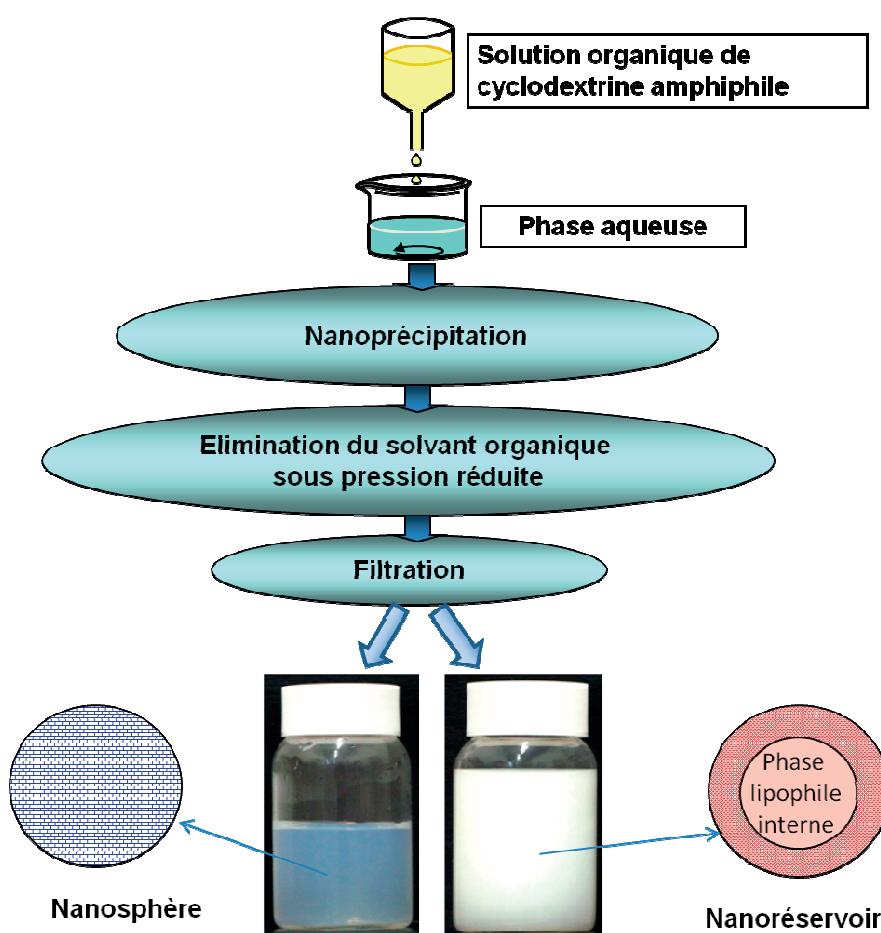 Solution organique de
cyclodextrine amphiphile
Phase aqueuse
Nanoprécipitation
Elimination du solvant organique
sous pression réduite
Filtration
Phase
lipophile
interne
Nanosphère
Nanoréservoir